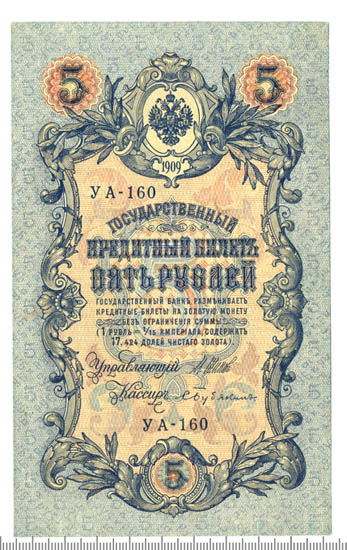 5 5
1909
УА-160
ГОСУДАРСТВЕННЫЙ
КРЕДИТНЫЙ БИЛЕТЪ
ПЯТЬ РУБЛЕЙ
ГОСУДАРСТВЕННЫЙ БАНКЪ РАЗМѢНИВАЕТЪ
КРЕДИТНЫЕ БИЛЕТЫ НА ЗОЛОТУЮ МОНЕТУ
БЕЗЪ ОГРАНИЧЕНІЯ СУММЫ
(1 РУБЛЬ = 1/15 ИМПЕРІАЛА, СОДЕРЖИТЪ
17,424 ДОЛЕЙ ЧИСТАГО ЗОЛОТА).
Управляющій
Кассиръ
УА-160
5